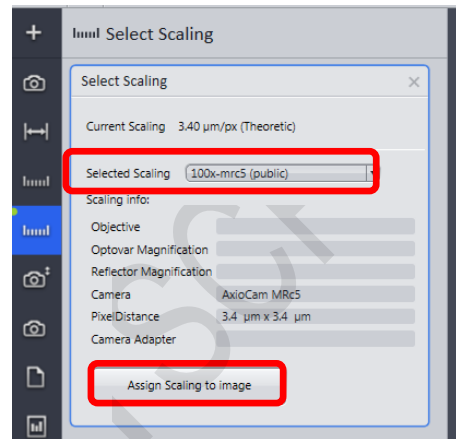 Select Scaling
Select Scaling
Current Scaling 3.40 µm/px (Theoretic)
Selected Scaling 100x-mrc5 (public)
Scaling info:
Objective
Optovar Magnification
Reflector Magnification
Camera AxioCam MRc5
PixelDistance 3.4 µm x 3.4 µm
Camera Adapter
Assign Scaling to image